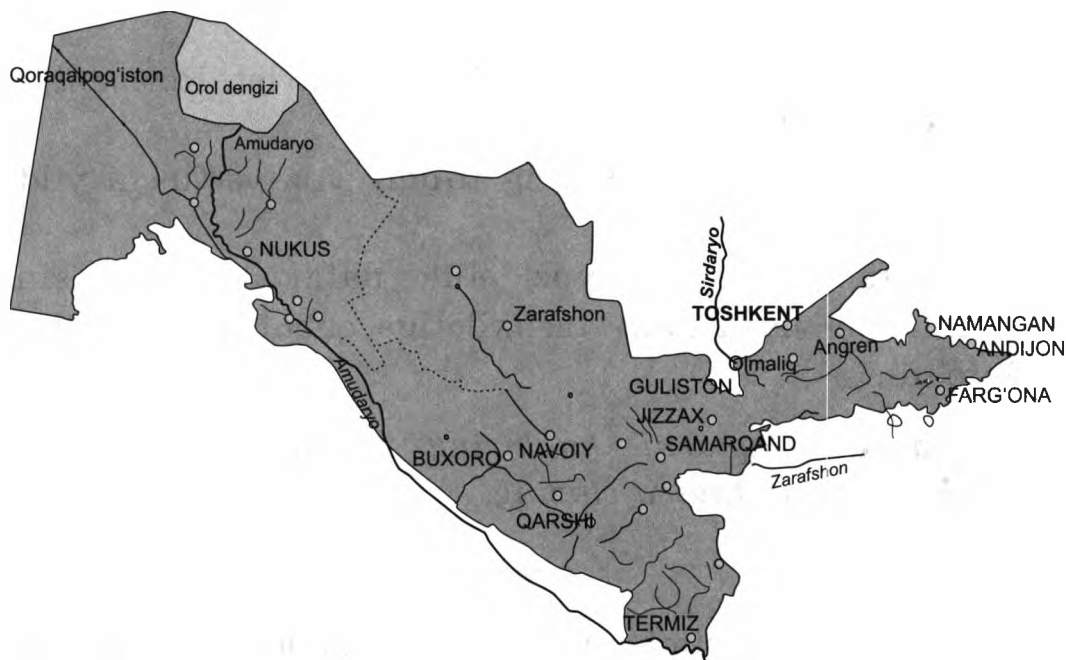 Qoraqalpog‘iston
Orol dengizi
Amudaryo
NUKUS
Sirdaryo
Zarafshon
TOSHKENT
NAMANGAN
Angren
ANDIJON
Olmaliq
GULISTON
FARG‘ONA
Amudaryo
JIZZAX
BUXORO
NAVOIY
SAMARQAND
Zarafshon
QARSHI
TERMIZ